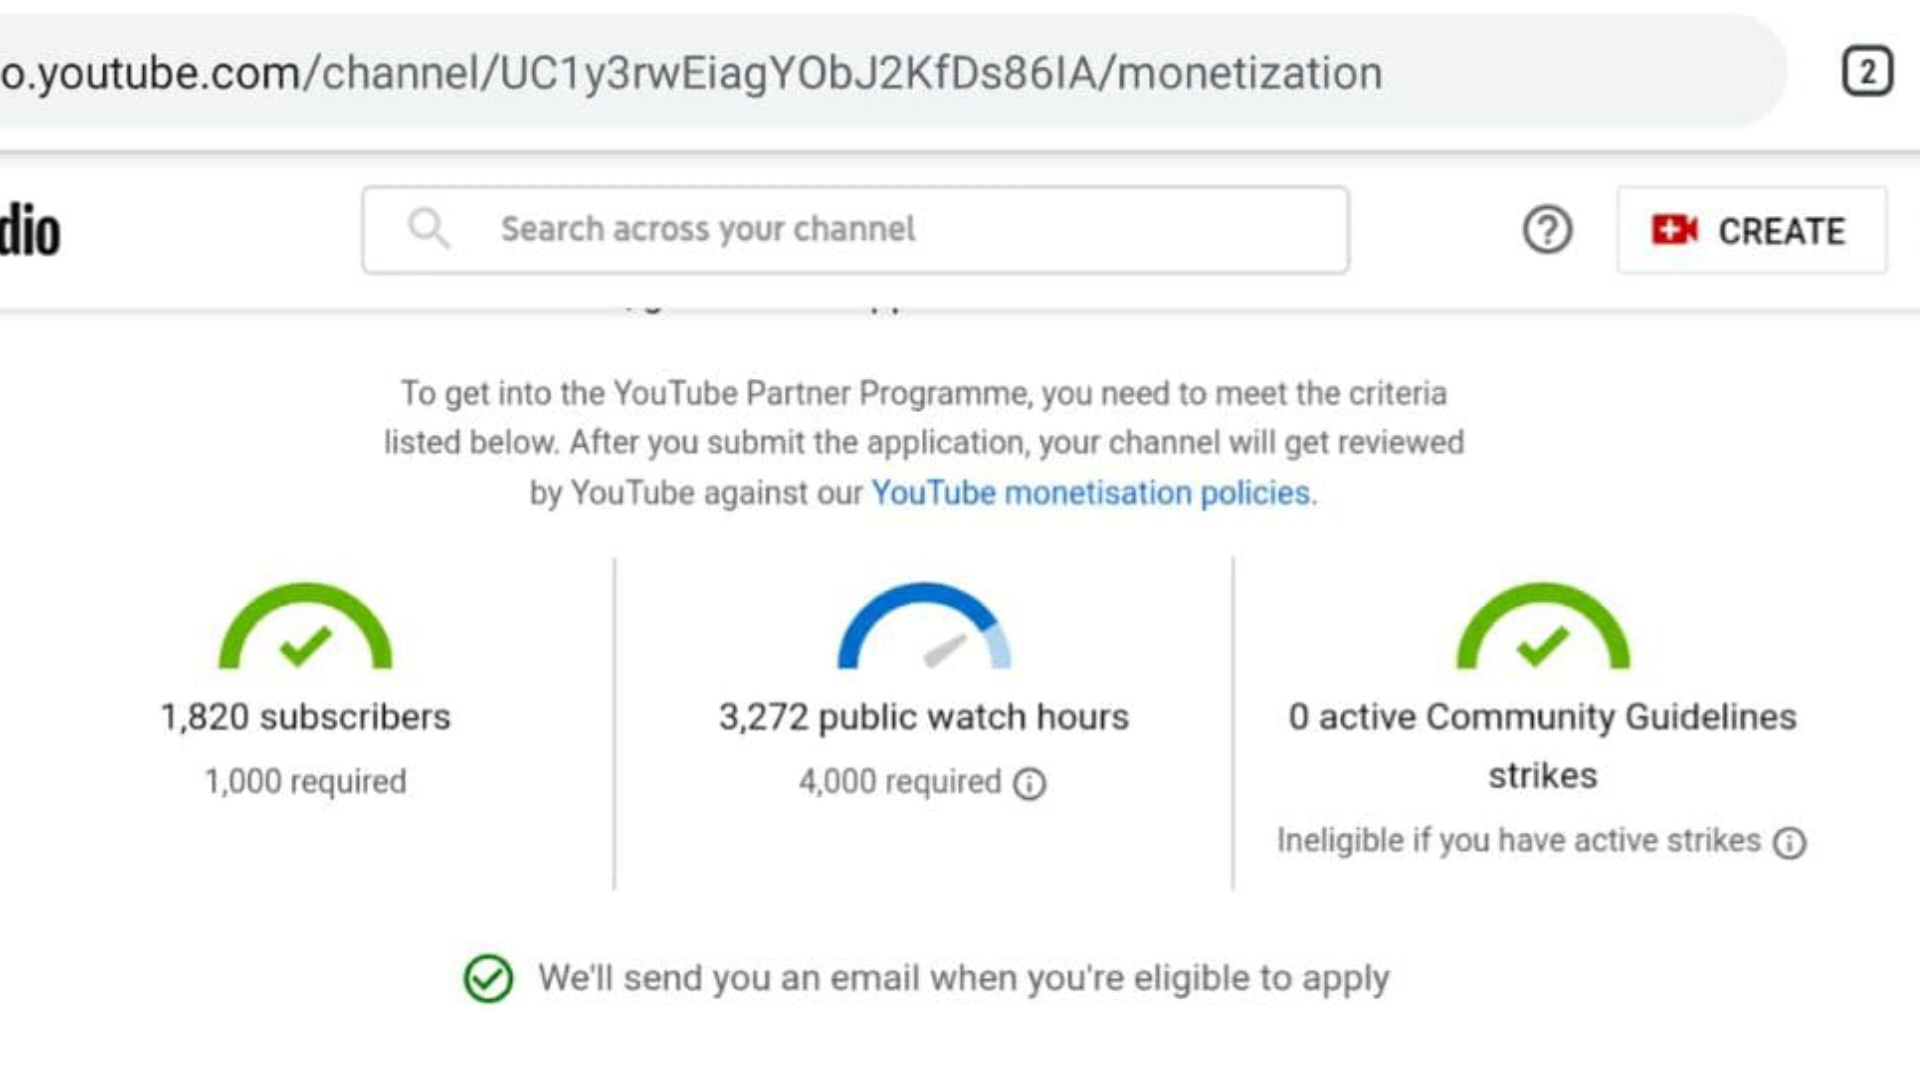 o.youtube.com/channel/UC1y3rwEiagYObJ2KfDs86IA/monetization
2
dio
Search across your channel
CREATE
To get into the YouTube Partner Programme, you need to meet the criteria
listed below. After you submit the application, your channel will get reviewed
by YouTube against our YouTube monetisation policies.
1,820 subscribers
1,000 required
3,272 public watch hours
4,000 required
0 active Community Guidelines
strikes
Ineligible if you have active strikes
We'll send you an email when you're eligible to apply